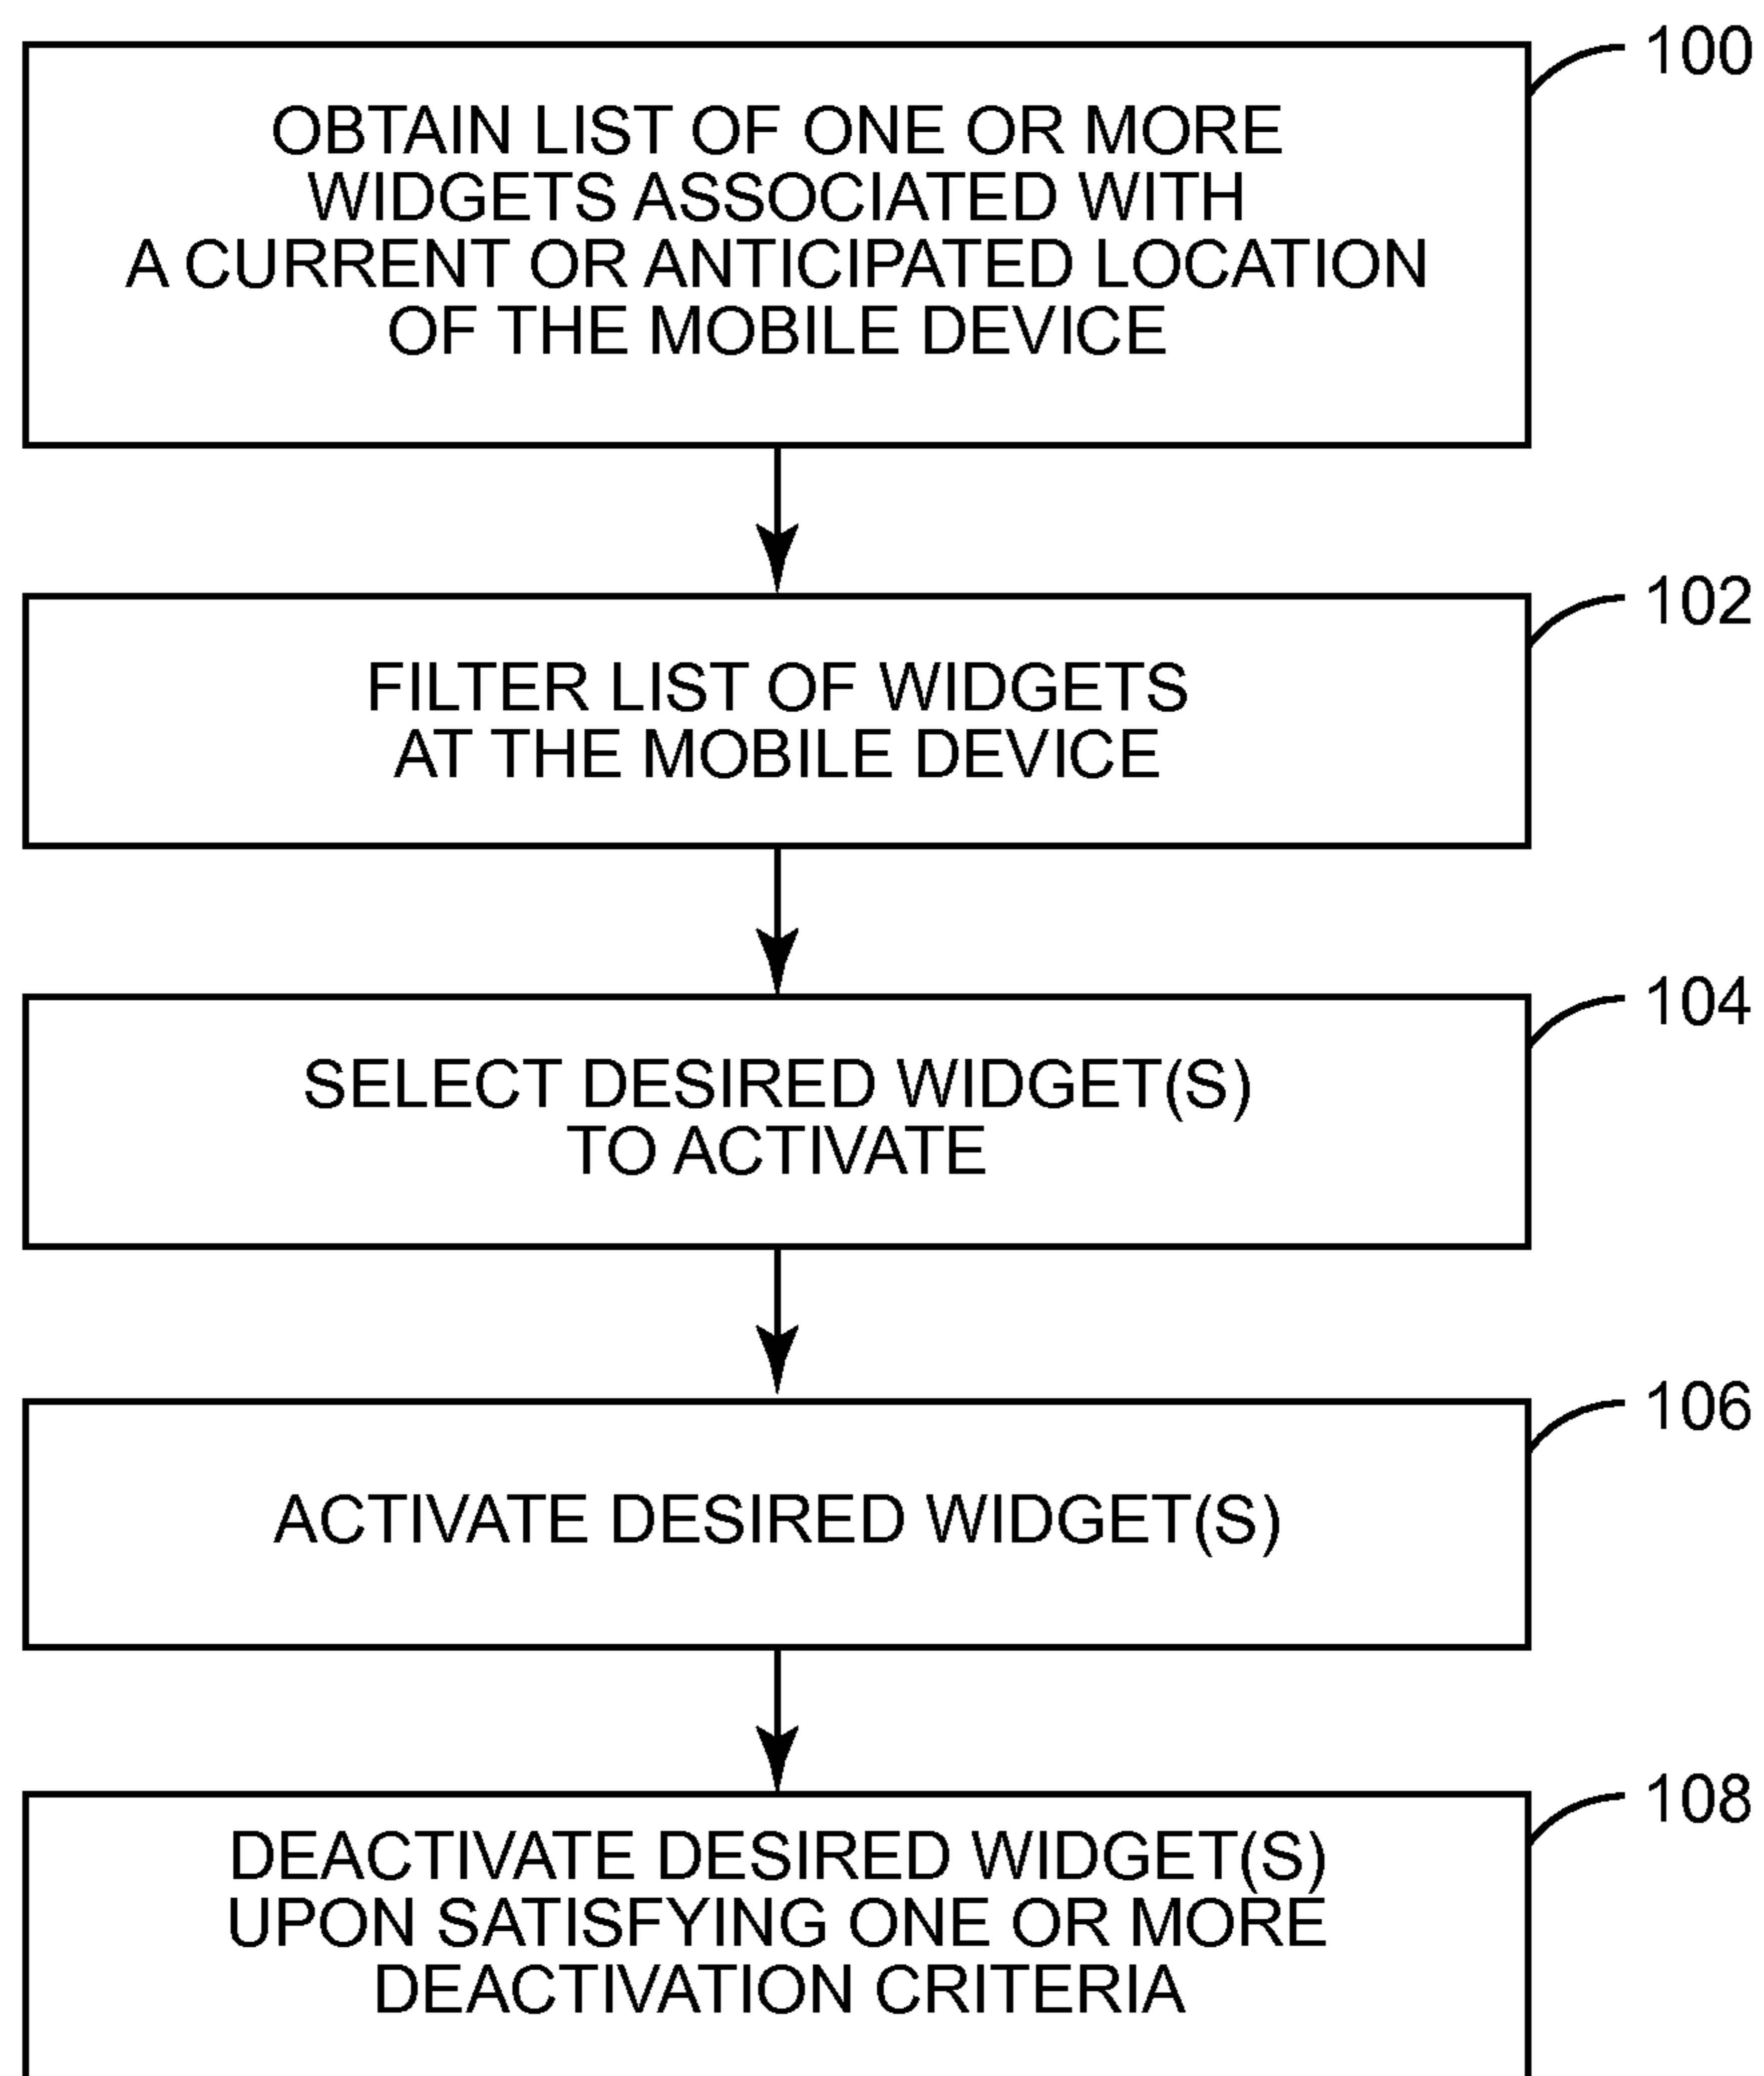 100
OBTAIN LIST OF ONE OR MORE
WIDGETS ASSOCIATED WITH
A CURRENT OR ANTICIPATED LOCATION
OF THE MOBILE DEVICE
102
FILTER LIST OF WIDGETS
AT THE MOBILE DEVICE
104
SELECT DESIRED WIDGET(S)
TO ACTIVATE
106
ACTIVATE DESIRED WIDGET(S)
108
DEACTIVATE DESIRED WIDGET(S)
UPON SATISFYING ONE OR MORE
DEACTIVATION CRITERIA